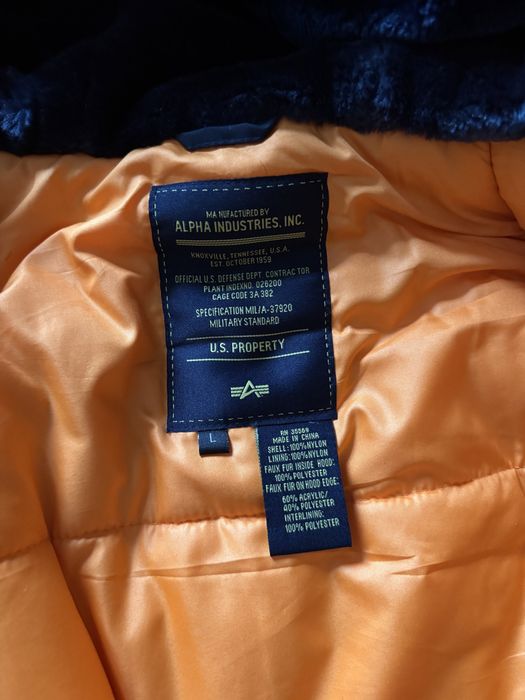 MANUFACTURED BY
ALPHA INDUSTRIES, INC.
KNOXVILLE, TENNESSEE, U.S.A.
EST. OCTOBER 1959
OFFICIAL U.S. DEFENSE DEPT. CONTRACTOR
PLANT INDEXNO. 026200
CAGE CODE 3A 382
SPECIFICATION MIL/A-37920
MILITARY STANDARD
U.S. PROPERTY
L
RN 35569
MADE IN CHINA
SHELL:100%NYLON
LINING:100%NYLON
FAUX FUR INSIDE HOOD:
100% POLYESTER
FAUX FUR ON HOOD EDGE:
60% ACRYLIC/
40% POLYESTER
INTERLINING:
100% POLYESTER